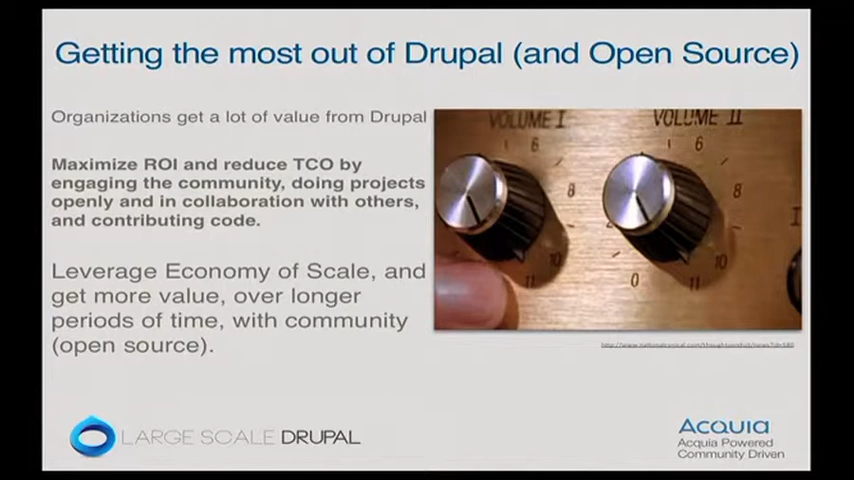 Getting the most out of Drupal (and Open Source)
Organizations get a lot of value from Drupal
Maximize ROI and reduce TCO by
engaging the community, doing projects
openly and in collaboration with others,
and contributing code.
Leverage Economy of Scale, and
get more value, over longer
periods of time, with community
(open source).
VOLUME I
VOLUME II
6
6
8
8
10
10
11
11
0
I
LARGE SCALE DRUPAL
Acquia
Acquia Powered
Community Driven